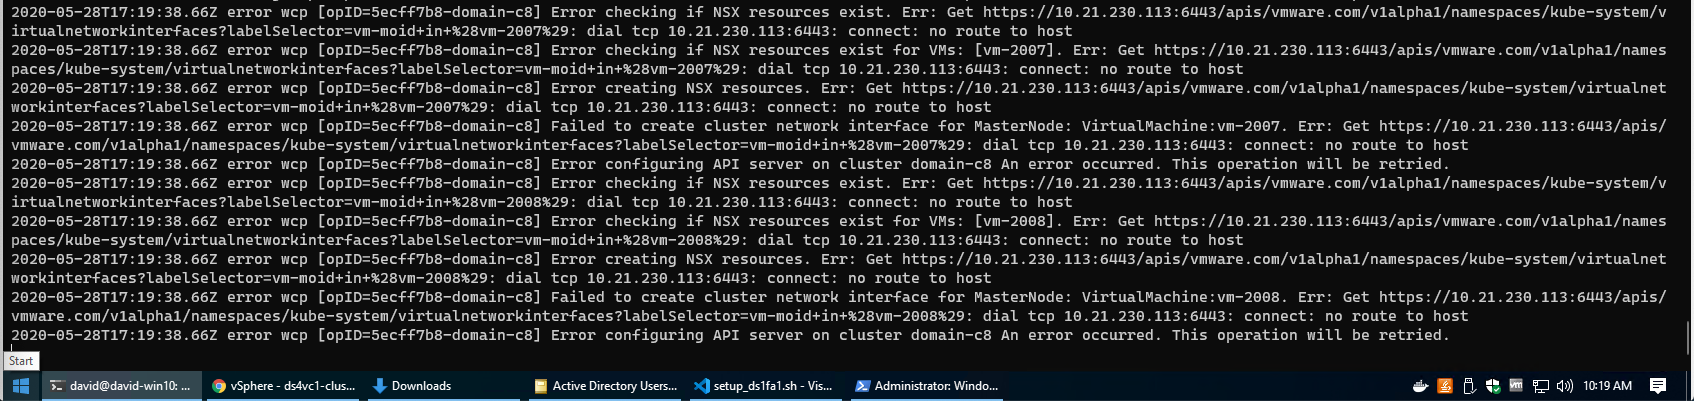 2020-05-28T17:19:38.66Z error wcp [opID=5ecff7b8-domain-c8] Error checking if NSX resources exist. Err: Get https://10.21.230.113:6443/apis/vmware.com/v1alpha1/namespaces/kube-system/v
irtualnetworkinterfaces?labelSelector=vm-moid+in+%28vm-2007%29: dial tcp 10.21.230.113:6443: connect: no route to host
2020-05-28T17:19:38.66Z error wcp [opID=5ecff7b8-domain-c8] Error checking if NSX resources exist for VMs: [vm-2007]. Err: Get https://10.21.230.113:6443/apis/vmware.com/v1alpha1/names
paces/kube-system/virtualnetworkinterfaces?labelSelector=vm-moid+in+%28vm-2007%29: dial tcp 10.21.230.113:6443: connect: no route to host
2020-05-28T17:19:38.66Z error wcp [opID=5ecff7b8-domain-c8] Error creating NSX resources. Err: Get https://10.21.230.113:6443/apis/vmware.com/v1alpha1/namespaces/kube-system/virtualnet
workinterfaces?labelSelector=vm-moid+in+%28vm-2007%29: dial tcp 10.21.230.113:6443: connect: no route to host
2020-05-28T17:19:38.66Z error wcp [opID=5ecff7b8-domain-c8] Failed to create cluster network interface for MasterNode: VirtualMachine:vm-2007. Err: Get https://10.21.230.113:6443/apis/
vmware.com/v1alpha1/namespaces/kube-system/virtualnetworkinterfaces?labelSelector=vm-moid+in+%28vm-2007%29: dial tcp 10.21.230.113:6443: connect: no route to host
2020-05-28T17:19:38.66Z error wcp [opID=5ecff7b8-domain-c8] Error configuring API server on cluster domain-c8 An error occurred. This operation will be retried.
2020-05-28T17:19:38.66Z error wcp [opID=5ecff7b8-domain-c8] Error checking if NSX resources exist. Err: Get https://10.21.230.113:6443/apis/vmware.com/v1alpha1/namespaces/kube-system/v
irtualnetworkinterfaces?labelSelector=vm-moid+in+%28vm-2008%29: dial tcp 10.21.230.113:6443: connect: no route to host
2020-05-28T17:19:38.66Z error wcp [opID=5ecff7b8-domain-c8] Error checking if NSX resources exist for VMs: [vm-2008]. Err: Get https://10.21.230.113:6443/apis/vmware.com/v1alpha1/names
paces/kube-system/virtualnetworkinterfaces?labelSelector=vm-moid+in+%28vm-2008%29: dial tcp 10.21.230.113:6443: connect: no route to host
2020-05-28T17:19:38.66Z error wcp [opID=5ecff7b8-domain-c8] Error creating NSX resources. Err: Get https://10.21.230.113:6443/apis/vmware.com/v1alpha1/namespaces/kube-system/virtualnet
workinterfaces?labelSelector=vm-moid+in+%28vm-2008%29: dial tcp 10.21.230.113:6443: connect: no route to host
2020-05-28T17:19:38.66Z error wcp [opID=5ecff7b8-domain-c8] Failed to create cluster network interface for MasterNode: VirtualMachine:vm-2008. Err: Get https://10.21.230.113:6443/apis/
vmware.com/v1alpha1/namespaces/kube-system/virtualnetworkinterfaces?labelSelector=vm-moid+in+%28vm-2008%29: dial tcp 10.21.230.113:6443: connect: no route to host
2020-05-28T17:19:38.66Z error wcp [opID=5ecff7b8-domain-c8] Error configuring API server on cluster domain-c8 An error occurred. This operation will be retried.
Start
david@david-win10: ... vSphere - ds4vc1-clus... Downloads Active Directory Users... setup_ds1fa1.sh - Vis... Administrator: Windo... vm 10:19 AM